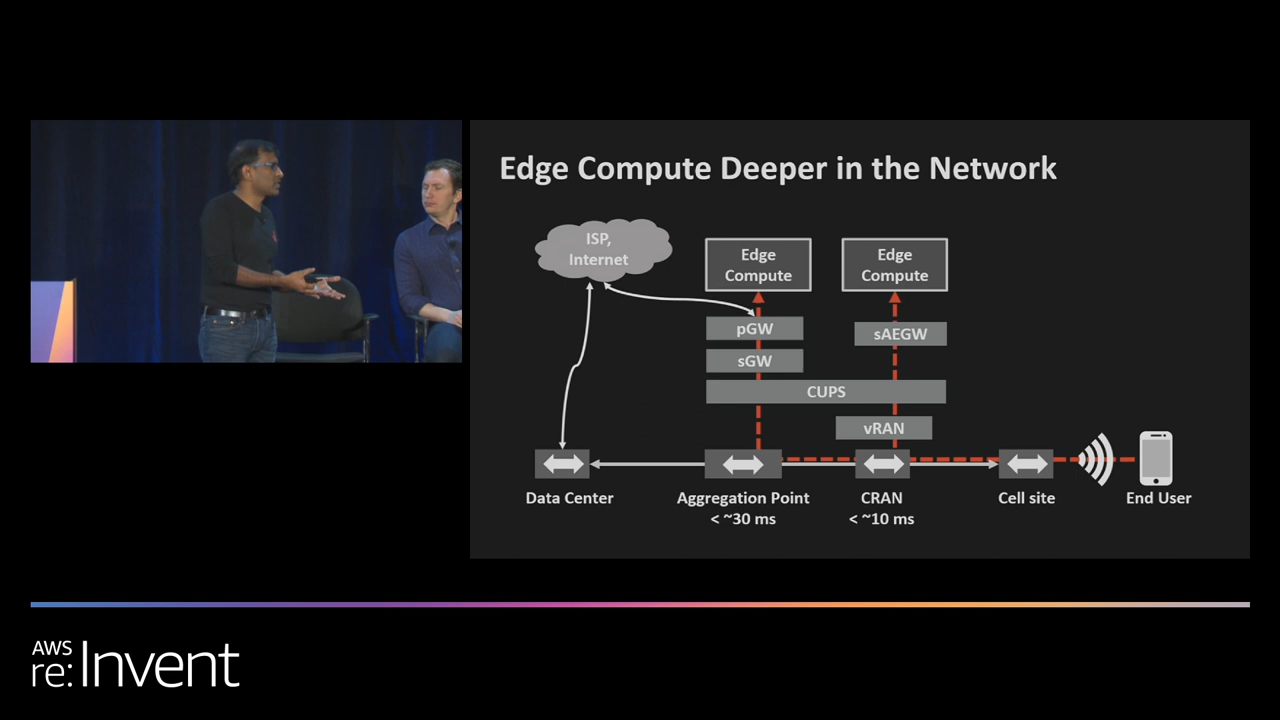 Edge Compute Deeper in the Network
ISP,
Internet
Edge
Compute
Edge
Compute
pGW
sAEGW
sGW
CUPS
vRAN
Data Center
Aggregation Point
< ~30 ms
CRAN
< ~10 ms
Cell site
End User
AWS
re:Invent